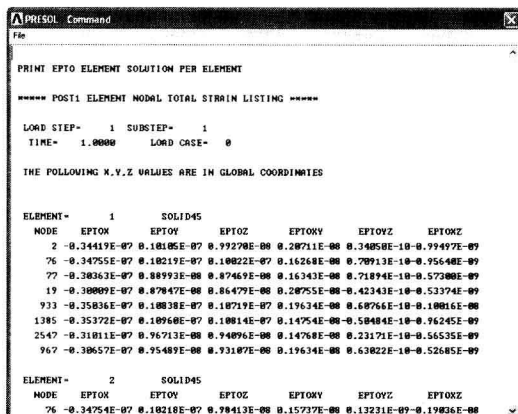 PRESOL Command
File
PRINT EPTO ELEMENT SOLUTION PER ELEMENT
***** POST1 ELEMENT NODAL TOTAL STRAIN LISTING *****
LOAD STEP= 1 SUBSTEP= 1
TIME= 1.0000 LOAD CASE= 0
THE FOLLOWING X,Y,Z VALUES ARE IN GLOBAL COORDINATES
ELEMENT= 1 SOLID45
NODE EPTOX EPTOY EPTOZ EPTOXY EPTOYZ EPTOXZ
2 -0.34419E-07 0.10105E-07 0.99270E-08 0.20711E-08 0.34050E-10-0.99497E-09
76 -0.34755E-07 0.10219E-07 0.10022E-07 0.16268E-08 0.70913E-10-0.95640E-09
77 -0.30363E-07 0.88993E-08 0.87469E-08 0.16343E-08 0.71894E-10-0.57300E-09
19 -0.30009E-07 0.87847E-08 0.86479E-08 0.20755E-08-0.42343E-10-0.53374E-09
933 -0.35036E-07 0.10838E-07 0.10719E-07 0.19634E-08 0.60766E-10-0.10016E-08
1385 -0.35372E-07 0.10960E-07 0.10814E-07 0.14754E-08-0.50484E-10-0.96245E-09
2547 -0.31011E-07 0.96713E-08 0.94096E-08 0.14768E-08 0.23171E-10-0.56535E-09
967 -0.30657E-07 0.95489E-08 0.93107E-08 0.19634E-08 0.63022E-10-0.52685E-09
ELEMENT= 2 SOLID45
NODE EPTOX EPTOY EPTOZ EPTOXY EPTOYZ EPTOXZ
76 -0.34754E-07 0.10218E-07 0.98413E-08 0.15737E-08 0.13231E-09-0.19036E-08